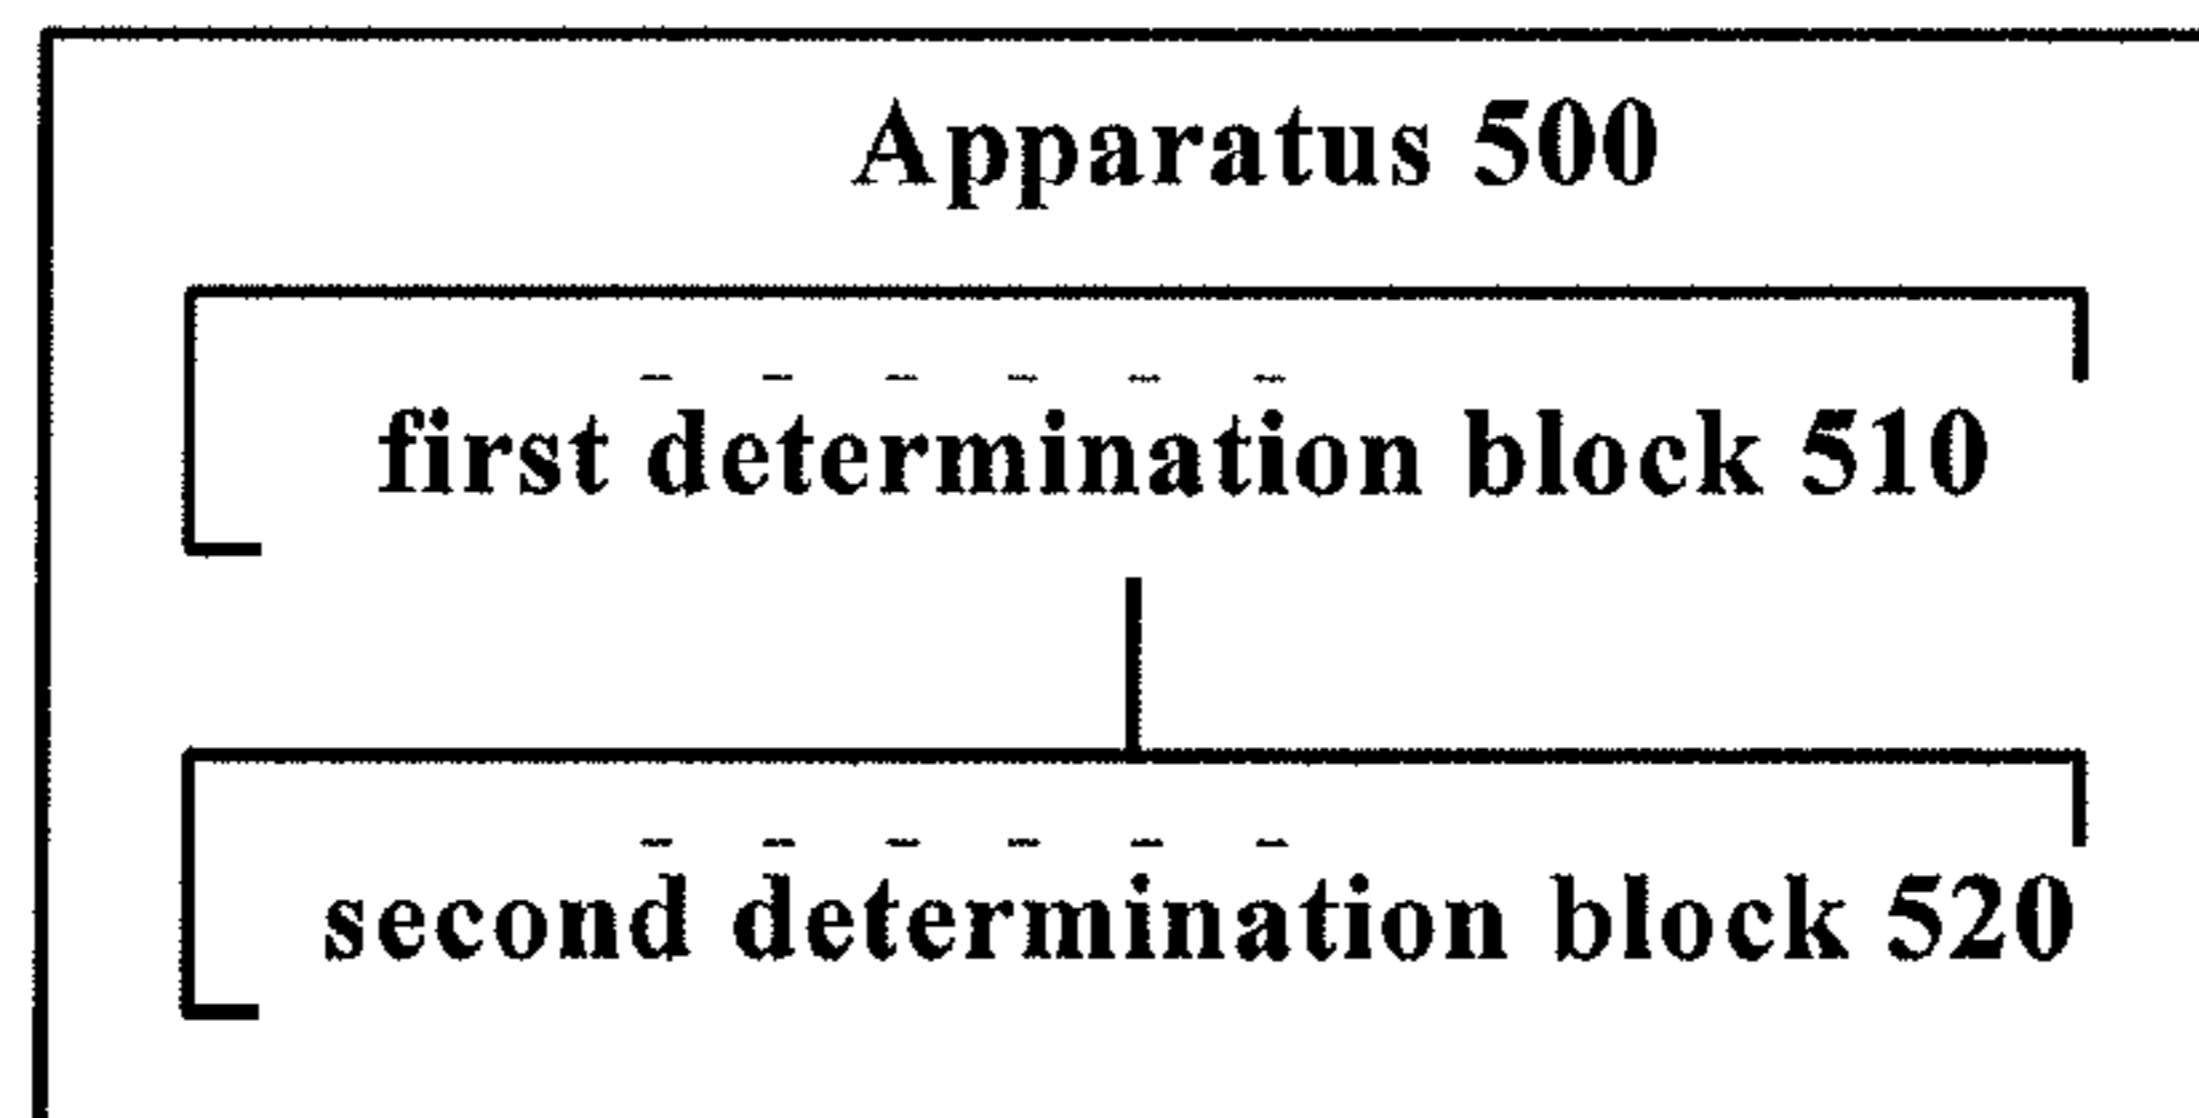 Apparatus 500
first determination block 510
second determination block 520